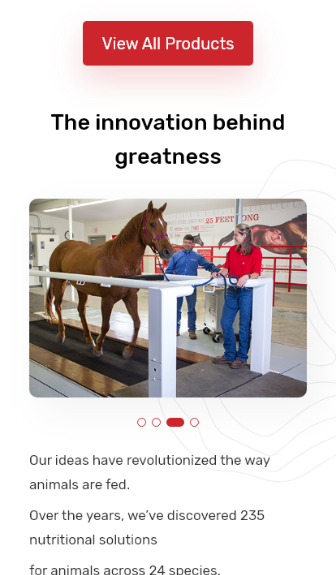 View All Products
The innovation behind
greatness
25 FEET LONG
Our ideas have revolutionized the way
animals are fed.
Over the years, we’ve discovered 235
nutritional solutions
for animals across 24 species.